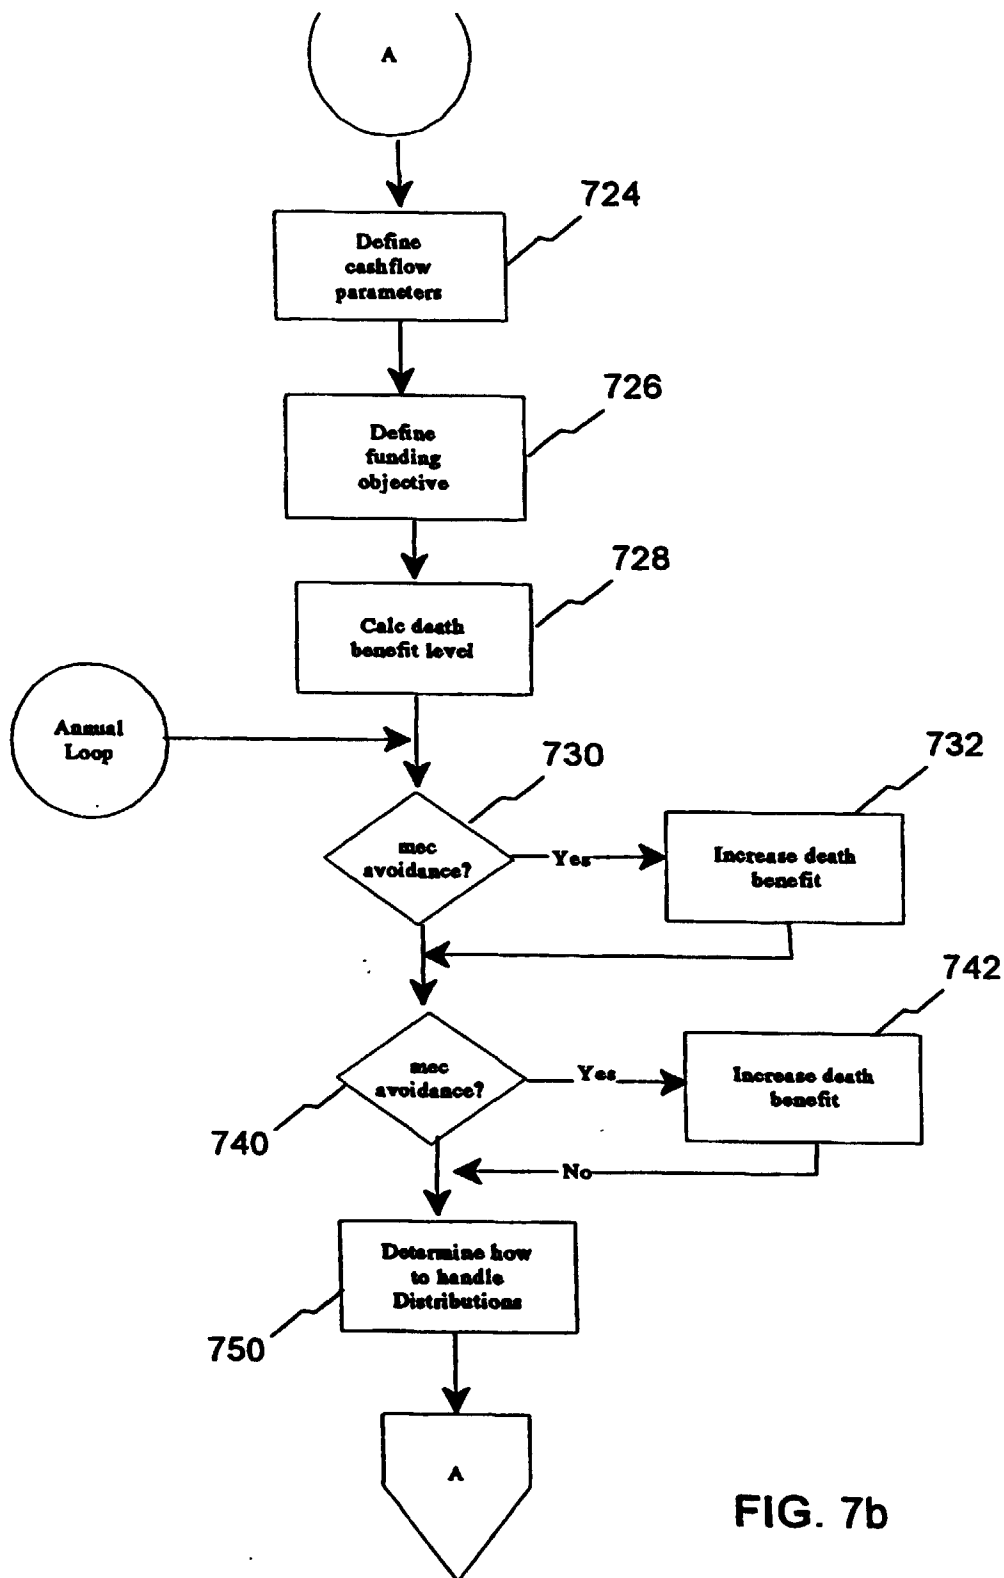 A
724
Define
cashflow
parameters
726
Define
funding
objective
728
Calc death
benefit level
Annual
Loop
730
732
mec
avoidance?
Yes
Increase death
benefit
742
mec
avoidance?
Yes
Increase death
benefit
740
No
Determine how
to handle
Distributions
750
A
FIG. 7b